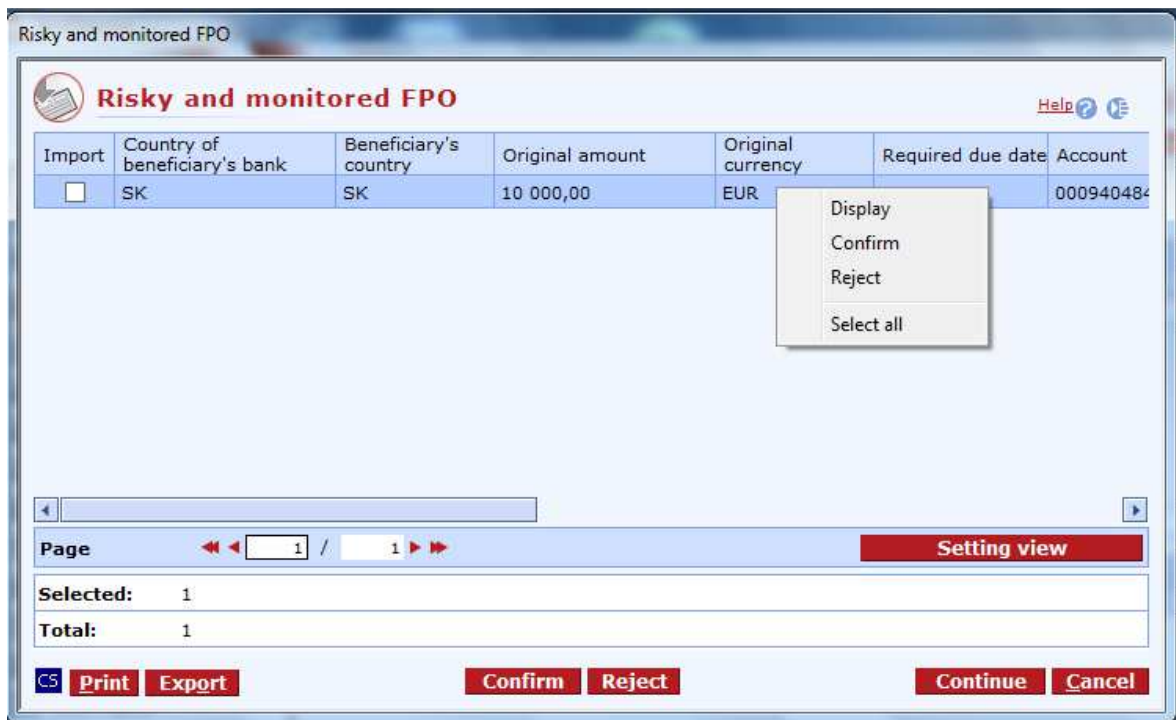 Risky and monitored FPO
Risky and monitored FPO
Help
Import Country of beneficiary's bank Beneficiary's country Original amount Original currency Required due date Account
SK SK 10 000,00 EUR 000940484
Display
Confirm
Reject
Select all
Page 1 / 1 Setting view
Selected: 1
Total: 1
CS Print Export Confirm Reject Continue Cancel